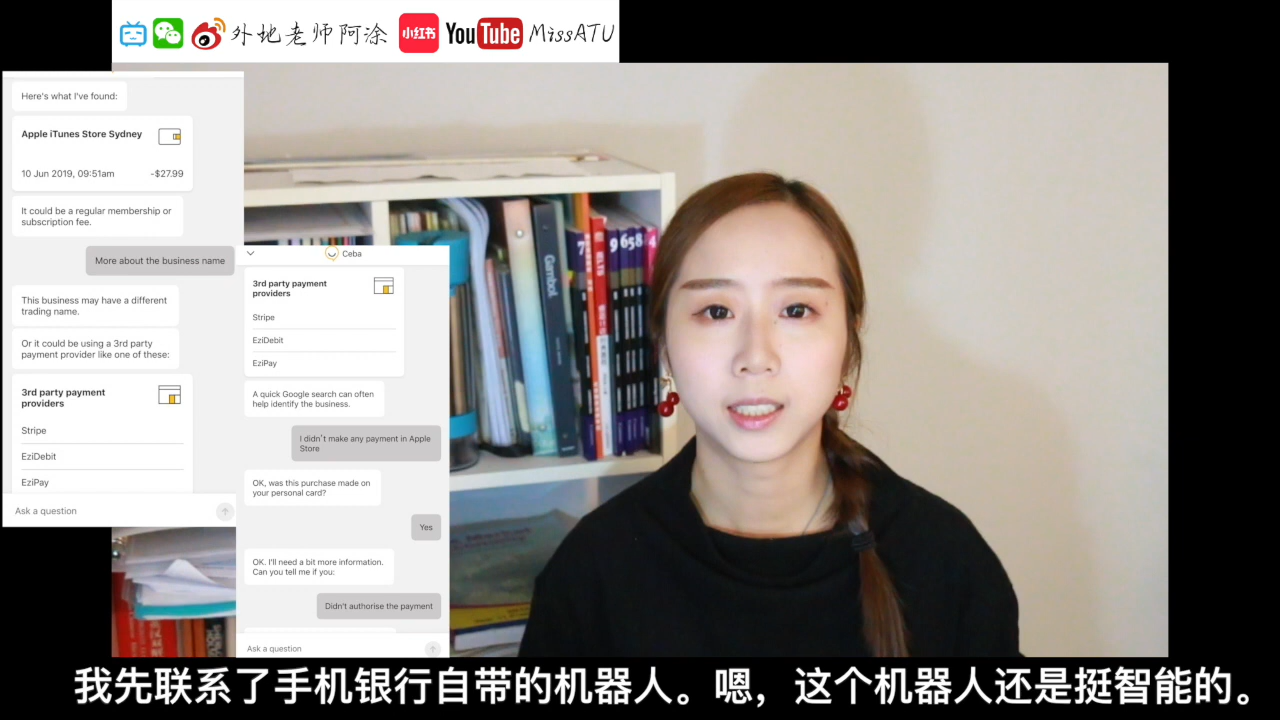 外地老师阿涂 小红书 YouTube MissATU
Here's what I've found:
Apple iTunes Store Sydney
10 Jun 2019, 09:51am -$27.99
It could be a regular membership or
subscription fee.
More about the business name
This business may have a different
trading name.
Or it could be using a 3rd party
payment provider like one of these:
3rd party payment
providers
Stripe
EziDebit
EziPay
Ask a question
Ceba
3rd party payment
providers
Stripe
EziDebit
EziPay
A quick Google search can often
help identify the business.
I didn't make any payment in Apple
Store
OK, was this purchase made on
your personal card?
Yes
OK. I'll need a bit more information.
Can you tell me if you:
Didn't authorise the payment
Ask a question
7
9
6
5
8
4
我先联系了手机银行自带的机器人。嗯，这个机器人还是挺智能的。